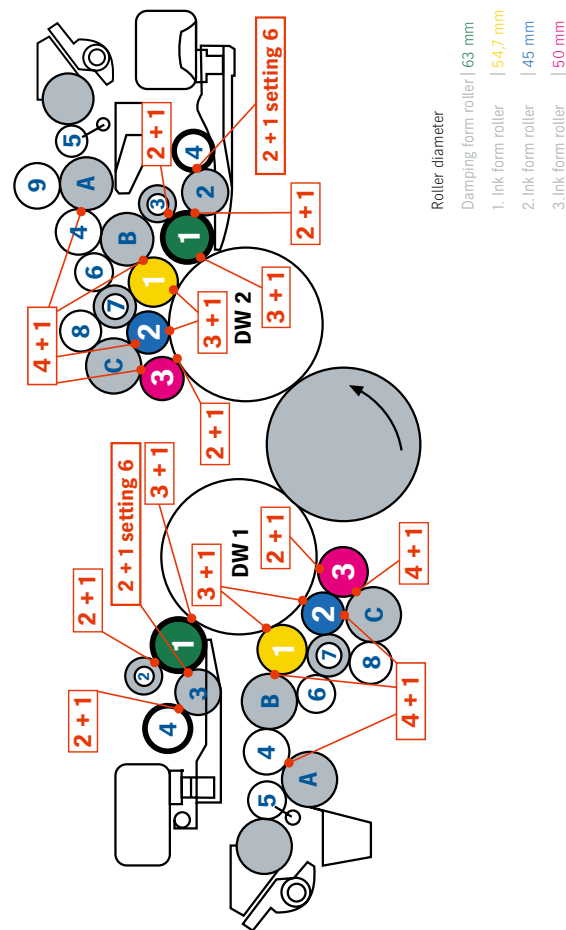 2 + 1
2 + 1
2 + 1 setting 6
3 + 1
2
4
1
3
3 + 1
DW 1
2 + 1
5
4
B
1
A
6
7
2
3
8
C
4 + 1
4 + 1
4 + 1
9
5
4
A
8
6
7
C
B
3
2 + 1
2
1
3
1
2
4
2 + 1
3 + 1
DW 2
3 + 1
2 + 1 setting 6
2 + 1
Roller diameter
Damping form roller | 63 mm
1. Ink form roller | 54,7 mm
2. Ink form roller | 45 mm
3. Ink form roller | 50 mm